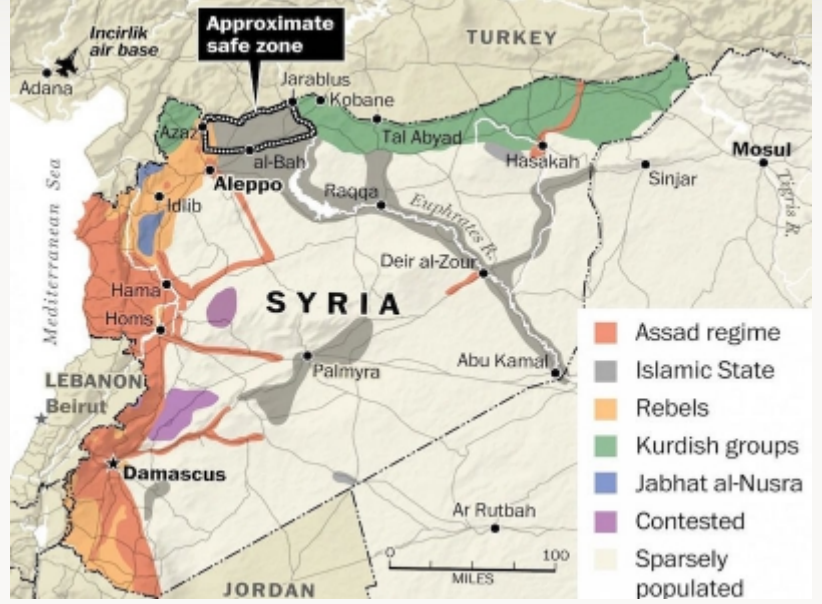 Approximate
safe zone
Incirlik
air base
TURKEY
Adana
Jarablus
Kobane
Azaz
Tal Abyad
al-Bah
Hasakah
Mosul
Aleppo
Sinjar
Tigris R.
Mediterranean Sea
Idlib
Raqqa
Euphrates R.
Deir al-Zour
SYRIA
Hama
Homs
Palmyra
Abu Kamal
LEBANON
Beirut
Damascus
Ar Rutbah
JORDAN
0 100
MILES
Assad regime
Islamic State
Rebels
Kurdish groups
Jabhat al-Nusra
Contested
Sparsely
populated